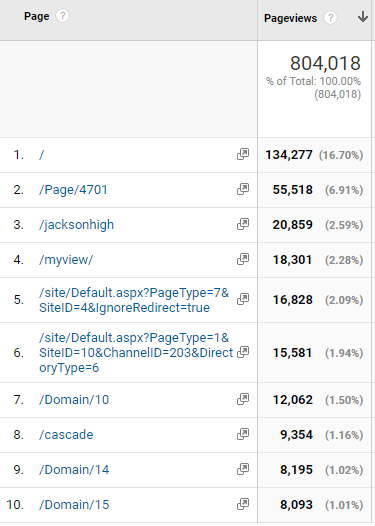 Page ? Pageviews ?
804,018
% of Total: 100.00%
(804,018)
1. / 134,277 (16.70%)
2. /Page/4701 55,518 (6.91%)
3. /jacksonhigh 20,859 (2.59%)
4. /myview/ 18,301 (2.28%)
5. /site/Default.aspx?PageType=7& 16,828 (2.09%)
SiteID=4&IgnoreRedirect=true
6. /site/Default.aspx?PageType=1&
SiteID=10&ChannelID=203&Direct 15,581 (1.94%)
oryType=6
7. /Domain/10 12,062 (1.50%)
8. /cascade 9,354 (1.16%)
9. /Domain/14 8,195 (1.02%)
10. /Domain/15 8,093 (1.01%)